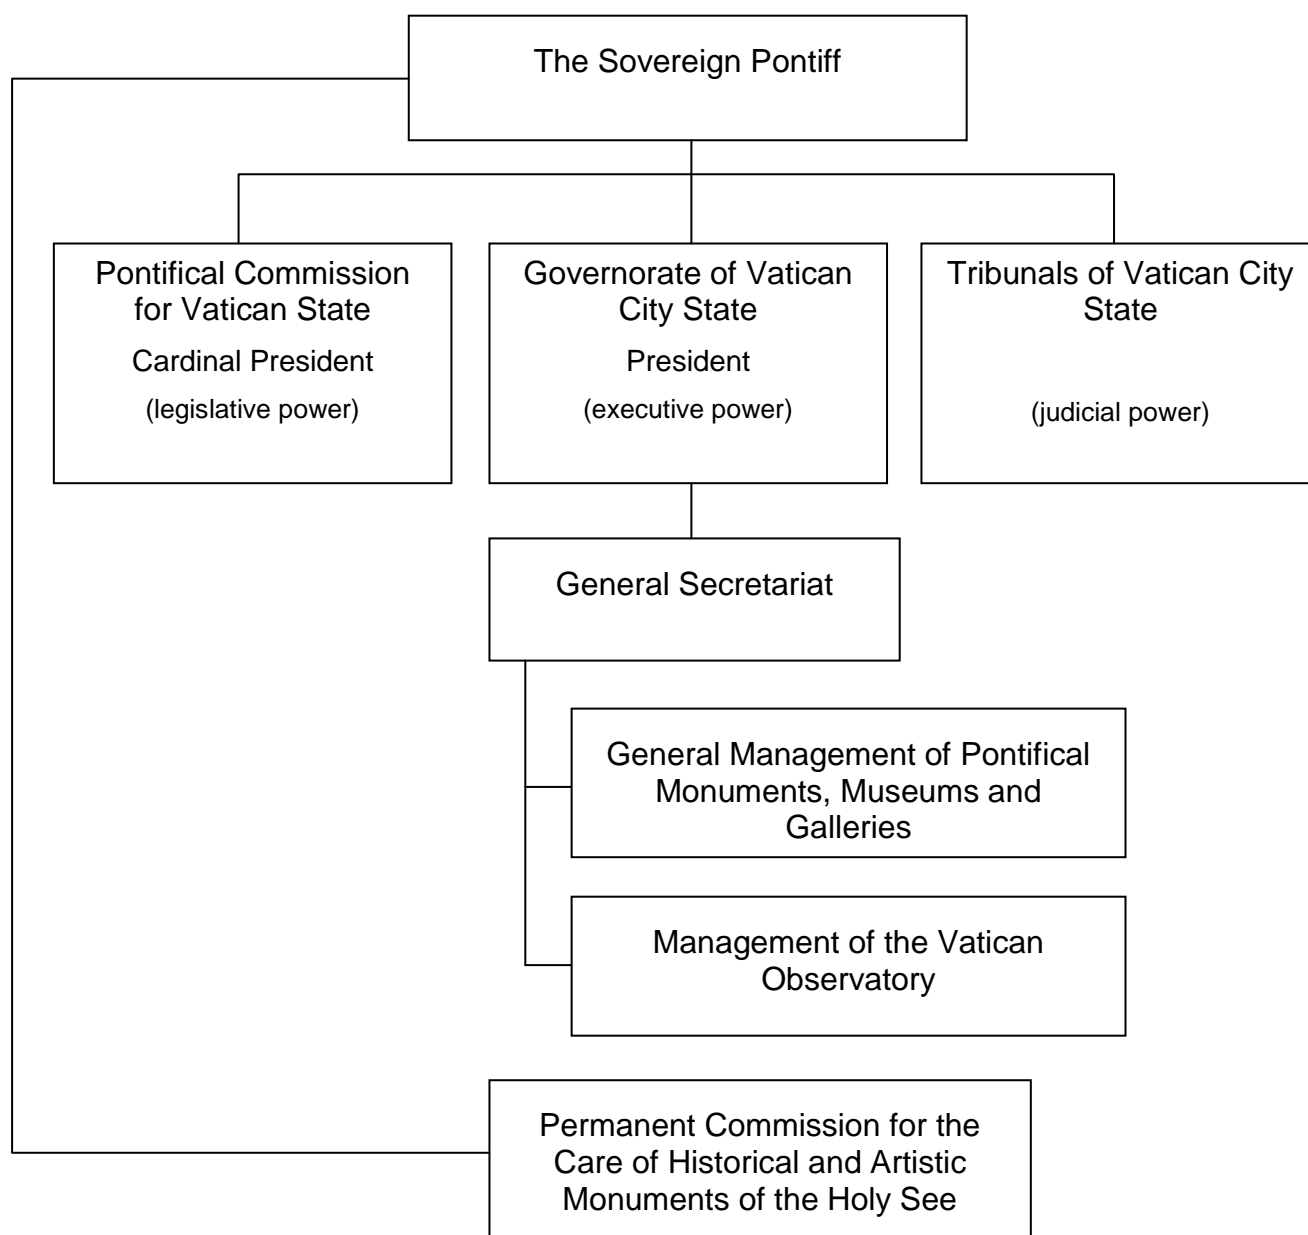 The Sovereign Pontiff
Pontifical Commission
for Vatican State
Cardinal President
(legislative power)
Governorate of Vatican
City State
President
(executive power)
Tribunals of Vatican City
State
(judicial power)
General Secretariat
General Management of Pontifical
Monuments, Museums and
Galleries
Management of the Vatican
Observatory
Permanent Commission for the
Care of Historical and Artistic
Monuments of the Holy See